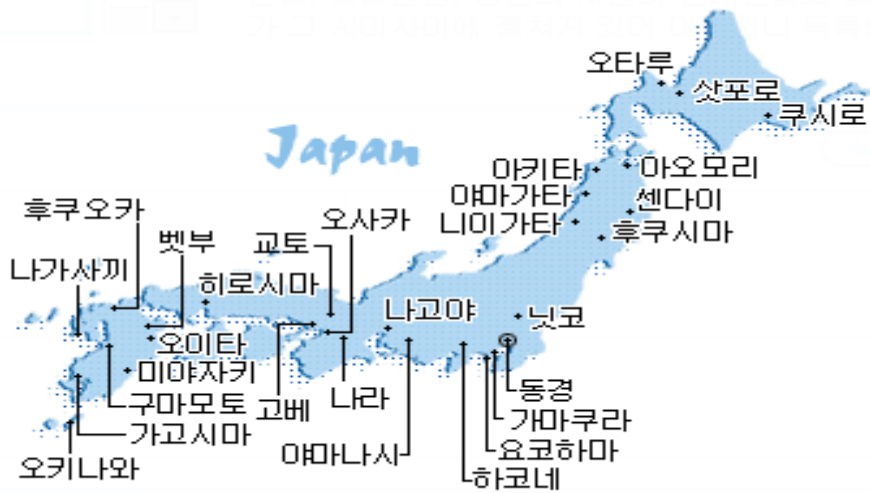 오타루
삿포로
쿠시로
Japan
아키타
아오모리
야마가타
센다이
니이가타
후쿠시마
후쿠오카
벳부
교토
오사카
나가사끼
히로시마
나고야
닛코
오이타
미야자키
구마모토
고베
나라
동경
가고시마
가마쿠라
야마나시
요코하마
오키나와
하코네